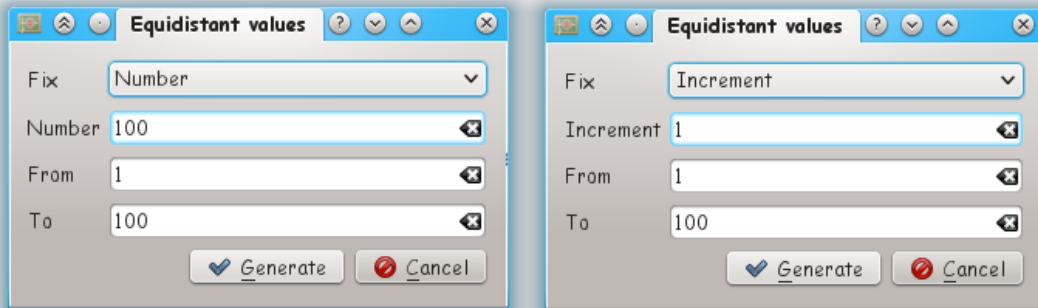 Equidistant values
Fix Number
Number 100
From 1
To 100
Generate Cancel
Equidistant values
Fix Increment
Increment 1
From 1
To 100
Generate Cancel